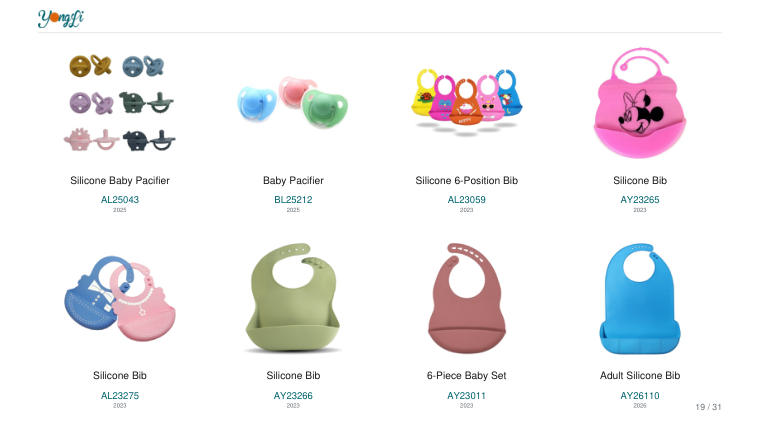 YongLi
Silicone Baby Pacifier
Baby Pacifier
Silicone 6-Position Bib
Silicone Bib
AL25043
BL25212
AL23059
AY23265
2025
2025
2023
2023
Silicone Bib
Silicone Bib
6-Piece Baby Set
Adult Silicone Bib
AL23275
AY23266
AY23011
AY26110
2023
2023
2023
2026
19 / 31